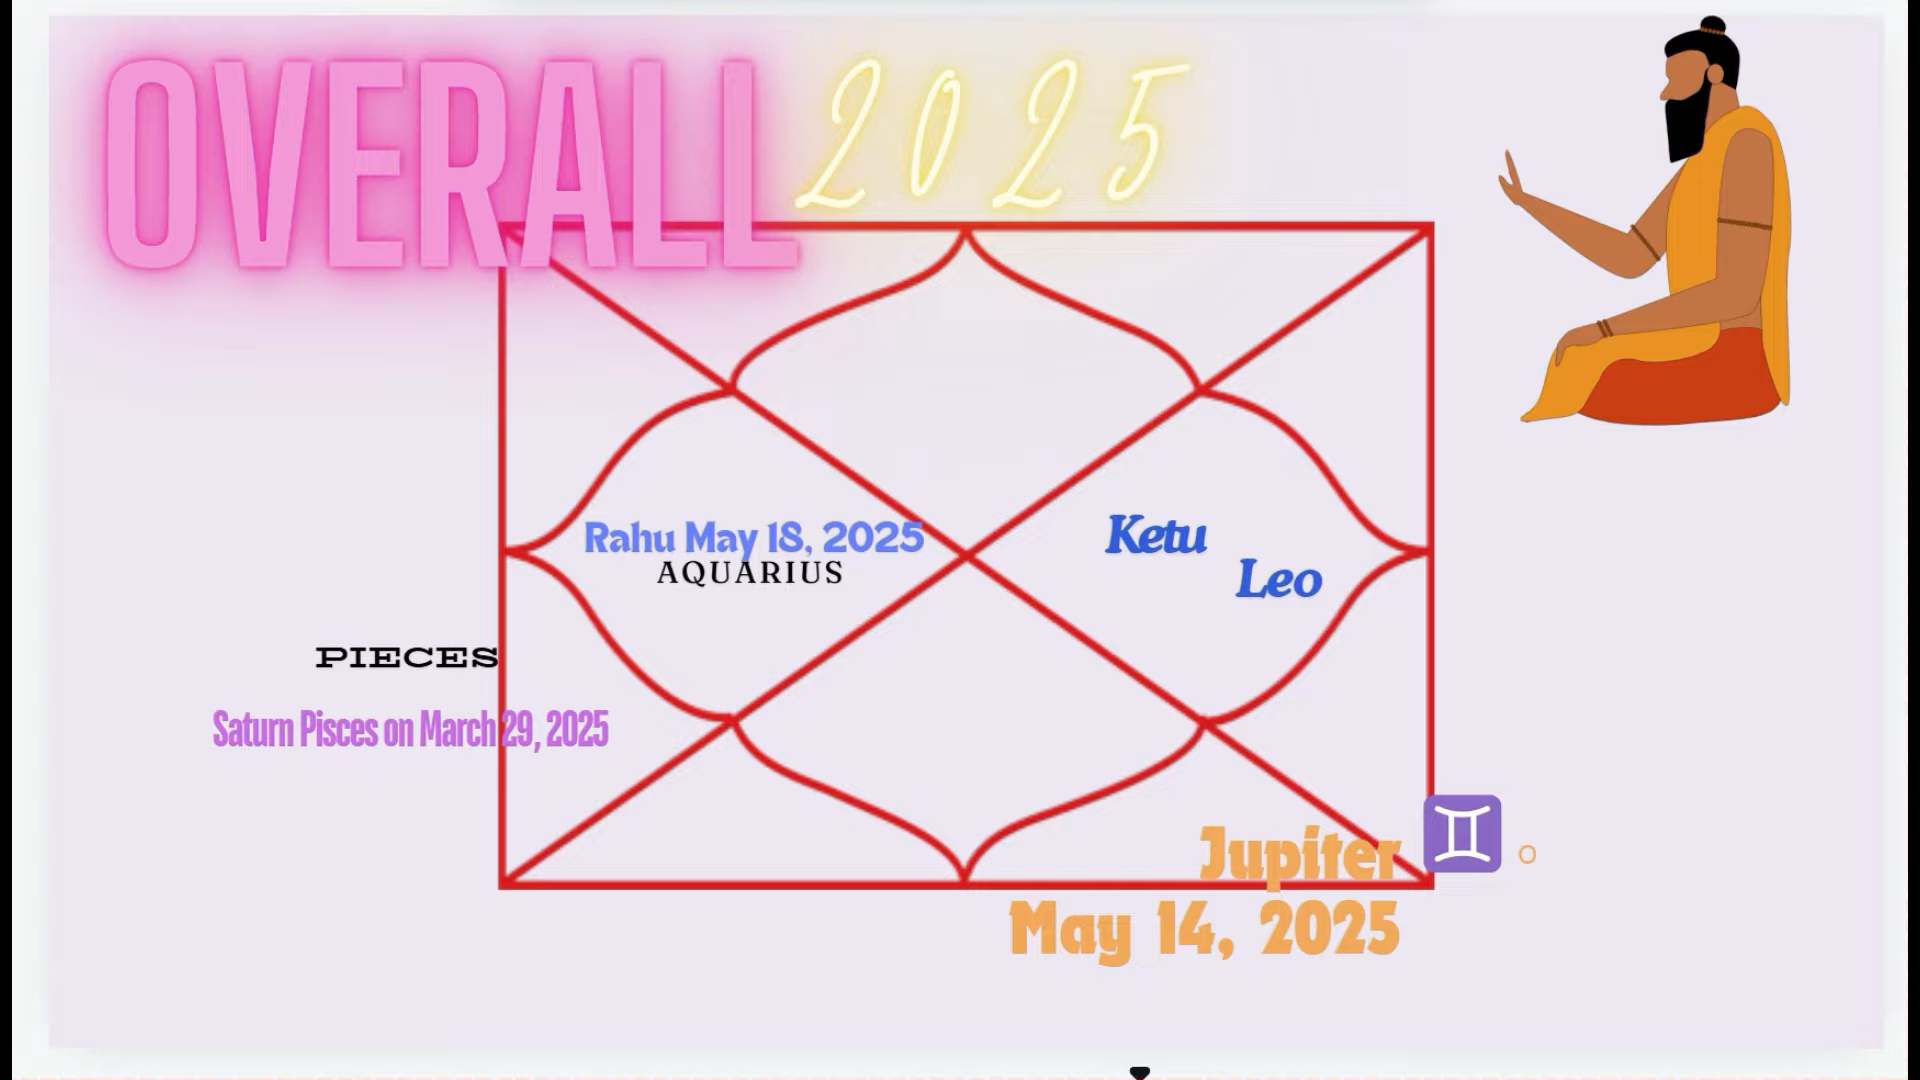 OVERALL 2025
Rahu May 18, 2025
AQUARIUS
Ketu
Leo
PIECES
Saturn Pisces on March 29, 2025
Jupiter ♊ o
May 14, 2025